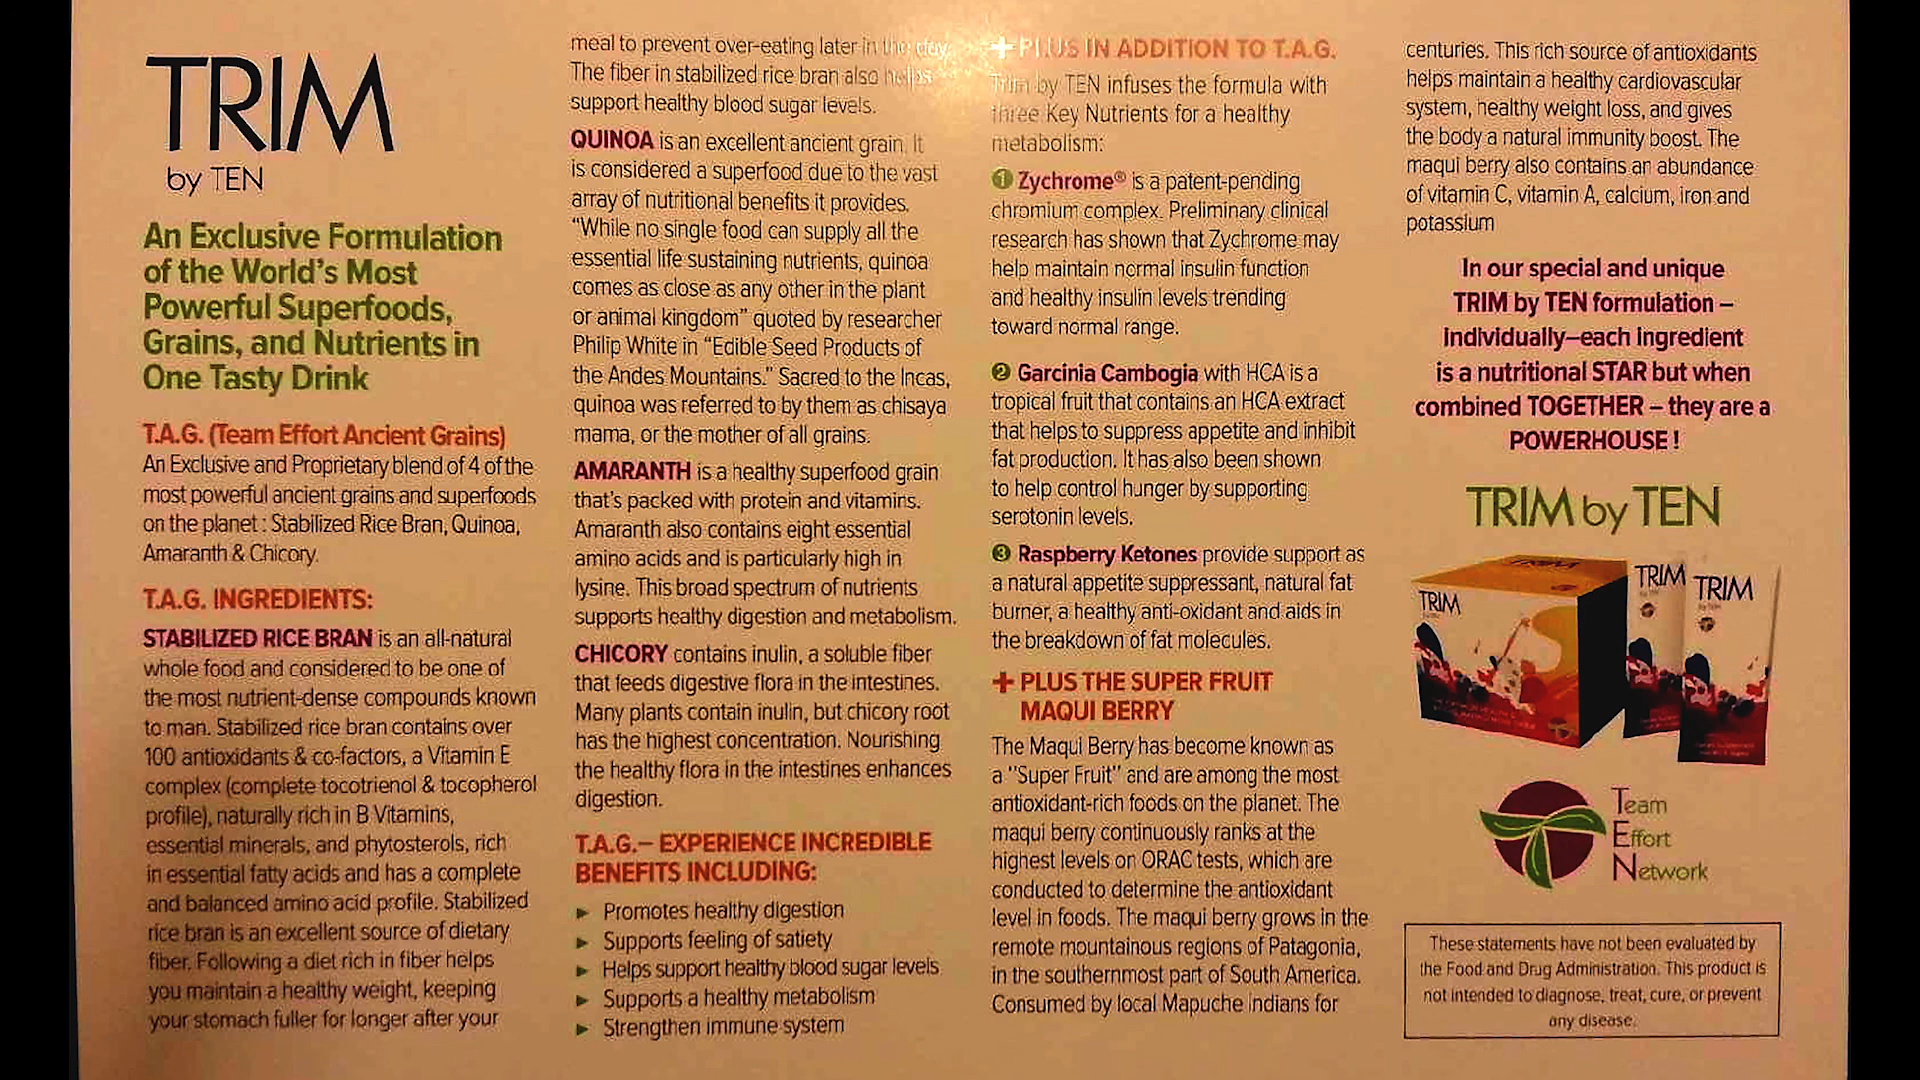 TRIM
by TEN
An Exclusive Formulation
of the World's Most
Powerful Superfoods,
Grains, and Nutrients in
One Tasty Drink
T.A.G. (Team Effort Ancient Grains)
An Exclusive and Proprietary blend of 4 of the
most powerful ancient grains and superfoods
on the planet : Stabilized Rice Bran, Quinoa,
Amaranth & Chicory.
T.A.G. INGREDIENTS:
STABILIZED RICE BRAN is an all-natural
whole food and considered to be one of
the most nutrient-dense compounds known
to man. Stabilized rice bran contains over
100 antioxidants & co-factors, a Vitamin E
complex (complete tocotrienol & tocopherol
profile), naturally rich in B Vitamins,
essential minerals, and phytosterols, rich
in essential fatty acids and has a complete
and balanced amino acid profile. Stabilized
rice bran is an excellent source of dietary
fiber. Following a diet rich in fiber helps
you maintain a healthy weight, keeping
your stomach fuller for longer after your
meal to prevent over-eating later in the day.
The fiber in stabilized rice bran also helps
support healthy blood sugar levels.
QUINOA is an excellent ancient grain. It
is considered a superfood due to the vast
array of nutritional benefits it provides.
"While no single food can supply all the
essential life sustaining nutrients, quinoa
comes as close as any other in the plant
or animal kingdom" quoted by researcher
Philip White in "Edible Seed Products of
the Andes Mountains." Sacred to the Incas,
quinoa was referred to by them as chisaya
mama, or the mother of all grains.
AMARANTH is a healthy superfood grain
that's packed with protein and vitamins.
Amaranth also contains eight essential
amino acids and is particularly high in
lysine. This broad spectrum of nutrients
supports healthy digestion and metabolism.
CHICORY contains inulin, a soluble fiber
that feeds digestive flora in the intestines.
Many plants contain inulin, but chicory root
has the highest concentration. Nourishing
the healthy flora in the intestines enhances
digestion.
T.A.G.– EXPERIENCE INCREDIBLE
BENEFITS INCLUDING:
► Promotes healthy digestion
► Supports feeling of satiety
► Helps support healthy blood sugar levels
► Supports a healthy metabolism
► Strengthen immune system
+ PLUS IN ADDITION TO T.A.G.
Trim by TEN infuses the formula with
three Key Nutrients for a healthy
metabolism:
1 Zychrome® is a patent-pending
chromium complex. Preliminary clinical
research has shown that Zychrome may
help maintain normal insulin function
and healthy insulin levels trending
toward normal range.
2 Garcinia Cambogia with HCA is a
tropical fruit that contains an HCA extract
that helps to suppress appetite and inhibit
fat production. It has also been shown
to help control hunger by supporting
serotonin levels.
3 Raspberry Ketones provide support as
a natural appetite suppressant, natural fat
burner, a healthy anti-oxidant and aids in
the breakdown of fat molecules.
+ PLUS THE SUPER FRUIT
MAQUI BERRY
The Maqui Berry has become known as
a "Super Fruit" and are among the most
antioxidant-rich foods on the planet. The
maqui berry continuously ranks at the
highest levels on ORAC tests, which are
conducted to determine the antioxidant
level in foods. The maqui berry grows in the
remote mountainous regions of Patagonia,
in the southernmost part of South America.
Consumed by local Mapuche Indians for
centuries. This rich source of antioxidants
helps maintain a healthy cardiovascular
system, healthy weight loss, and gives
the body a natural immunity boost. The
maqui berry also contains an abundance
of vitamin C, vitamin A, calcium, iron and
potassium
In our special and unique
TRIM by TEN formulation –
individually–each ingredient
is a nutritional STAR but when
combined TOGETHER – they are a
POWERHOUSE !
TRIM by TEN
TRIM
TRIM
TRIM
TRIM
by TEN
Team
Effort
Network
These statements have not been evaluated by
the Food and Drug Administration. This product is
not intended to diagnose, treat, cure, or prevent
any disease.